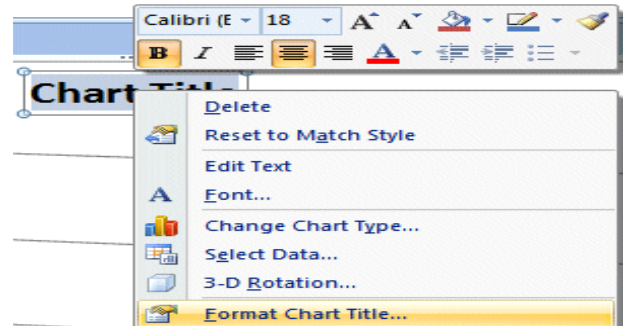 Calibri (E 18 A A
B I A
Chart Title
Delete
Reset to Match Style
Edit Text
A Font...
Change Chart Type...
Select Data...
3-D Rotation...
Format Chart Title...